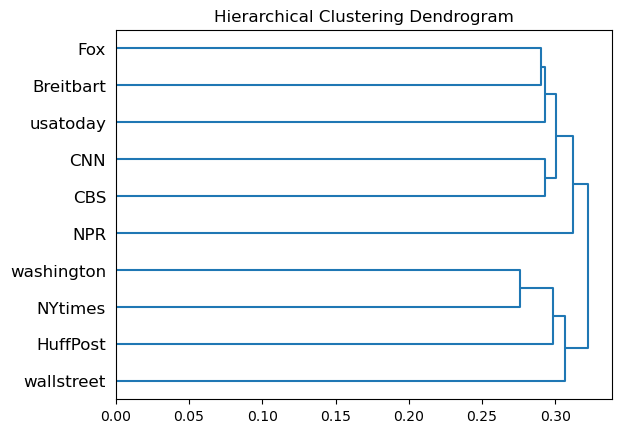 Hierarchical Clustering Dendrogram
Fox
Breitbart
usatoday
CNN
CBS
NPR
washington
NYtimes
HuffPost
wallstreet
0.00 0.05 0.10 0.15 0.20 0.25 0.30